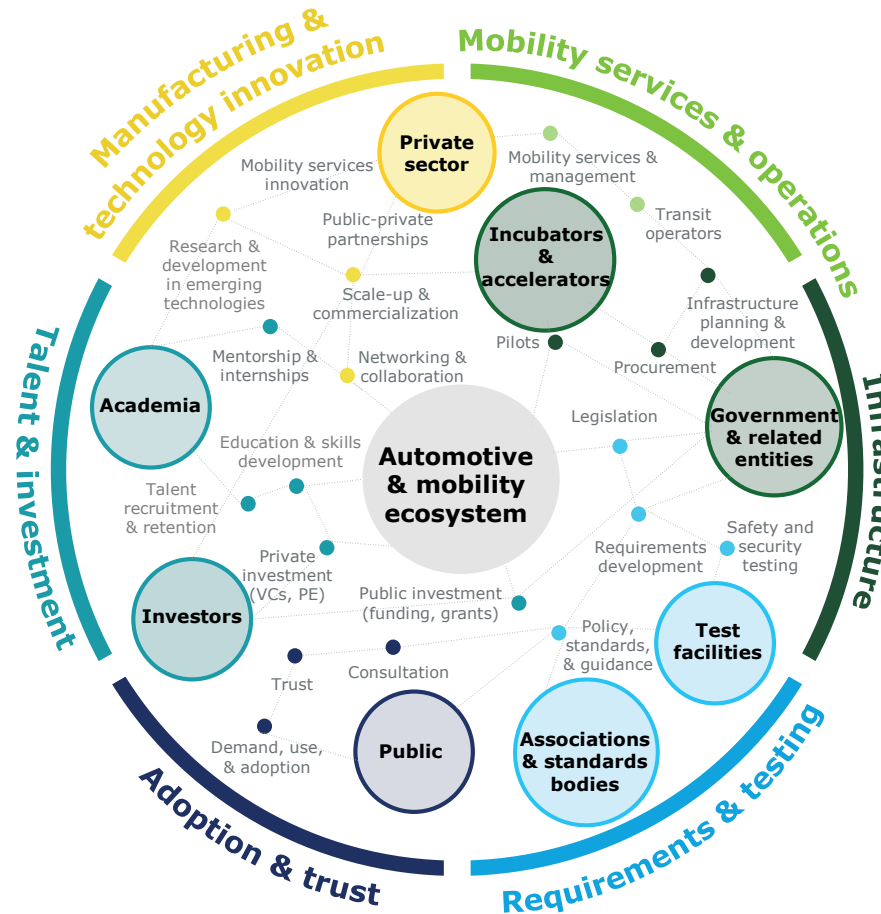 Manufacturing &
technology innovation
Mobility services & operations
Private
sector
Mobility services
innovation
Mobility services &
management
Public-private
partnerships
Incubators
&
accelerators
Transit
operators
Research &
development
in emerging
technologies
Scale-up &
commercialization
Infrastructure
planning &
development
Pilots
Procurement
Mentorship &
internships
Networking &
collaboration
Talent & investment
Academia
Infrastructure
Legislation
Government
& related
entities
Education & skills
development
Automotive
& mobility
ecosystem
Talent
recruitment
& retention
Safety and
security
testing
Requirements
development
Private
investment
(VCs, PE)
Public investment
(funding, grants)
Investors
Policy,
standards,
& guidance
Test
facilities
Trust
Consultation
Demand, use,
& adoption
Public
Associations
& standards
bodies
Adoption & trust
Requirements & testing